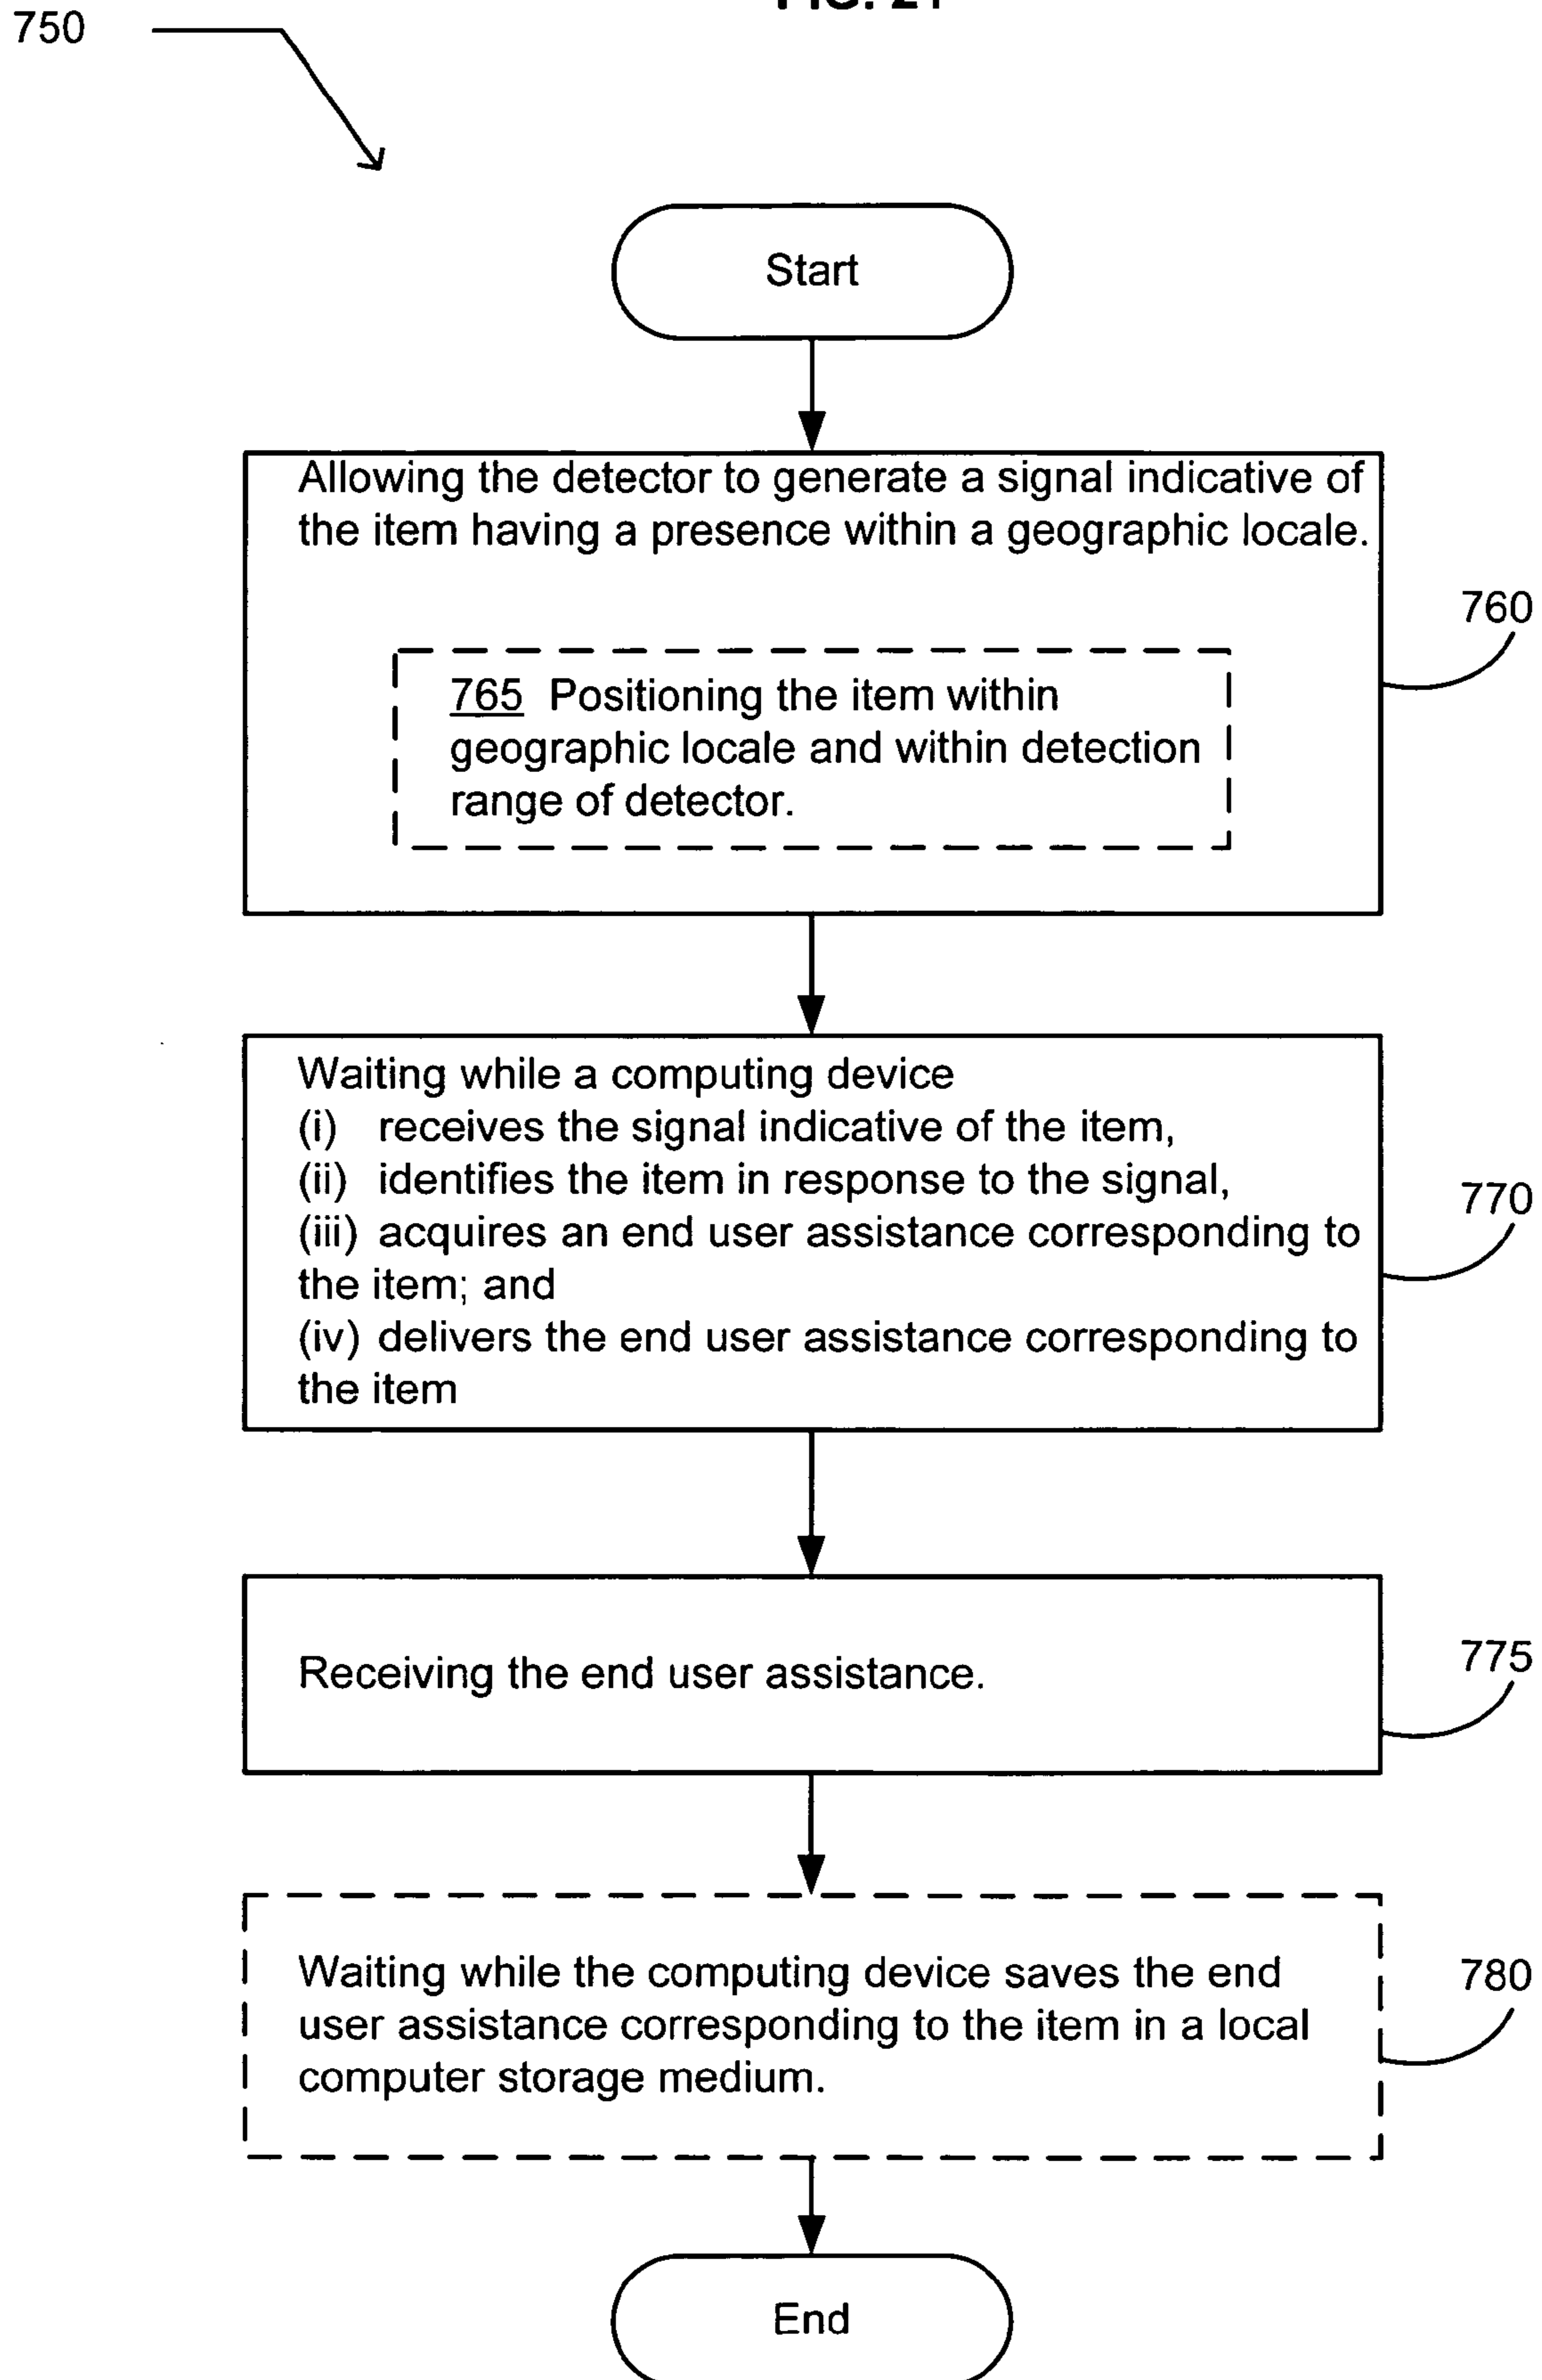 750
Start
Allowing the detector to generate a signal indicative of
the item having a presence within a geographic locale.
760
765 Positioning the item within
geographic locale and within detection
range of detector.
Waiting while a computing device
(i) receives the signal indicative of the item,
(ii) identifies the item in response to the signal,
(iii) acquires an end user assistance corresponding to
the item; and
(iv) delivers the end user assistance corresponding to
the item
770
Receiving the end user assistance.
775
Waiting while the computing device saves the end
user assistance corresponding to the item in a local
computer storage medium.
780
End